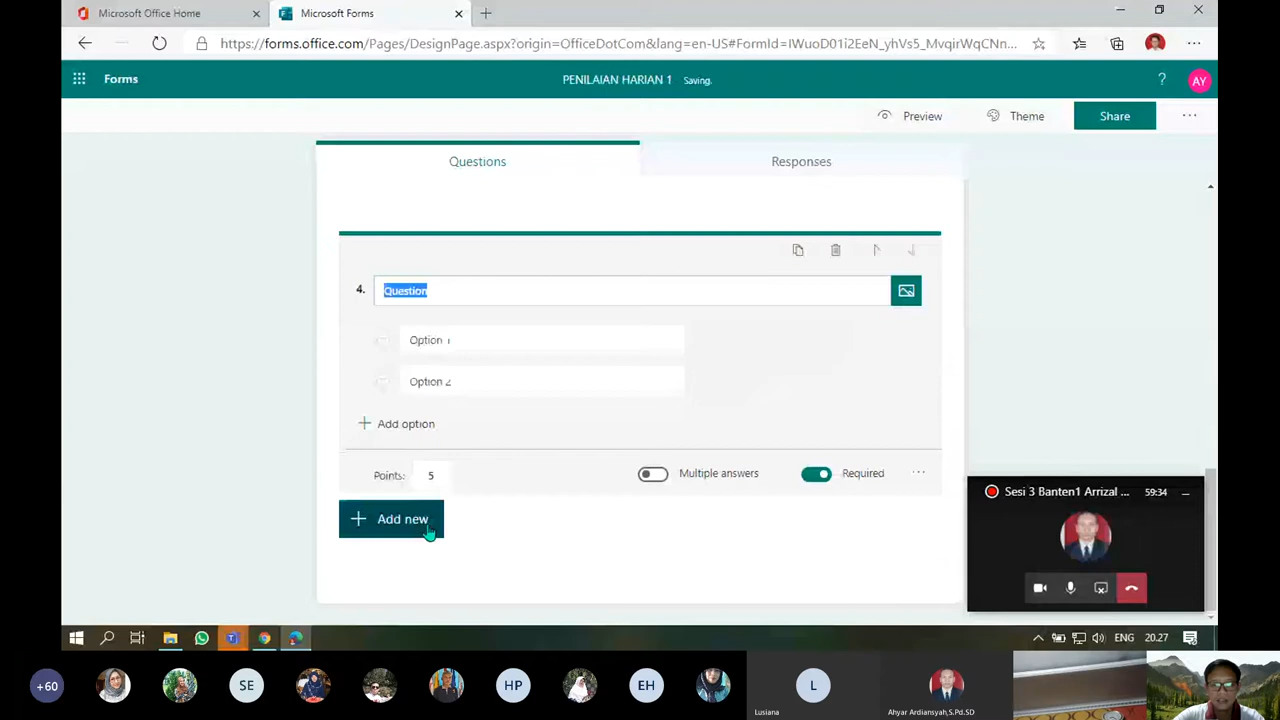 Microsoft Office Home
Microsoft Forms
https://forms.office.com/Pages/DesignPage.aspx?origin=OfficeDotCom&lang=en-US#FormId=IWuoD01i2EeN_yhVs5_MvqirWqCNn...
Forms
PENILAIAN HARIAN 1 Saving.
?
AY
Preview
Theme
Share
Questions
Responses
4.
Question
Option 1
Option 2
Add option
Points:
5
Multiple answers
Required
Add new
Sesi 3 Banten1 Arrizal ...
59:34
ENG
20.27
+60
SE
HP
EH
L
Lusiana
Ahyar Ardiansyah,S.Pd.SD